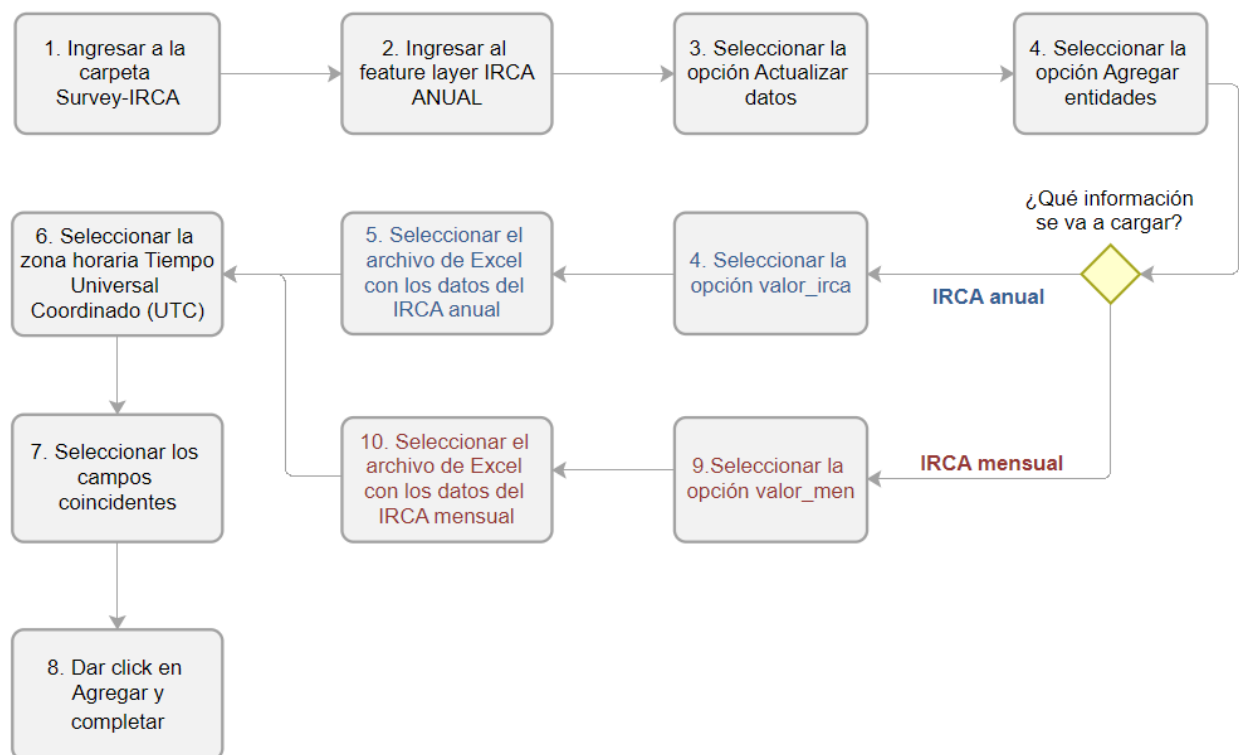 1. Ingresar a la
carpeta
Survey-IRCA
2. Ingresar al
feature layer IRCA
ANUAL
3. Seleccionar la
opción Actualizar
datos
4. Seleccionar la
opción Agregar
entidades
¿Qué información
se va a cargar?
IRCA anual
4. Seleccionar la
opción valor_irca
5. Seleccionar el
archivo de Excel
con los datos del
IRCA anual
6. Seleccionar la
zona horaria Tiempo
Universal
Coordinado (UTC)
7. Seleccionar los
campos
coincidentes
8. Dar click en
Agregar y
completar
IRCA mensual
9.Seleccionar la
opción valor_men
10. Seleccionar el
archivo de Excel
con los datos del
IRCA mensual